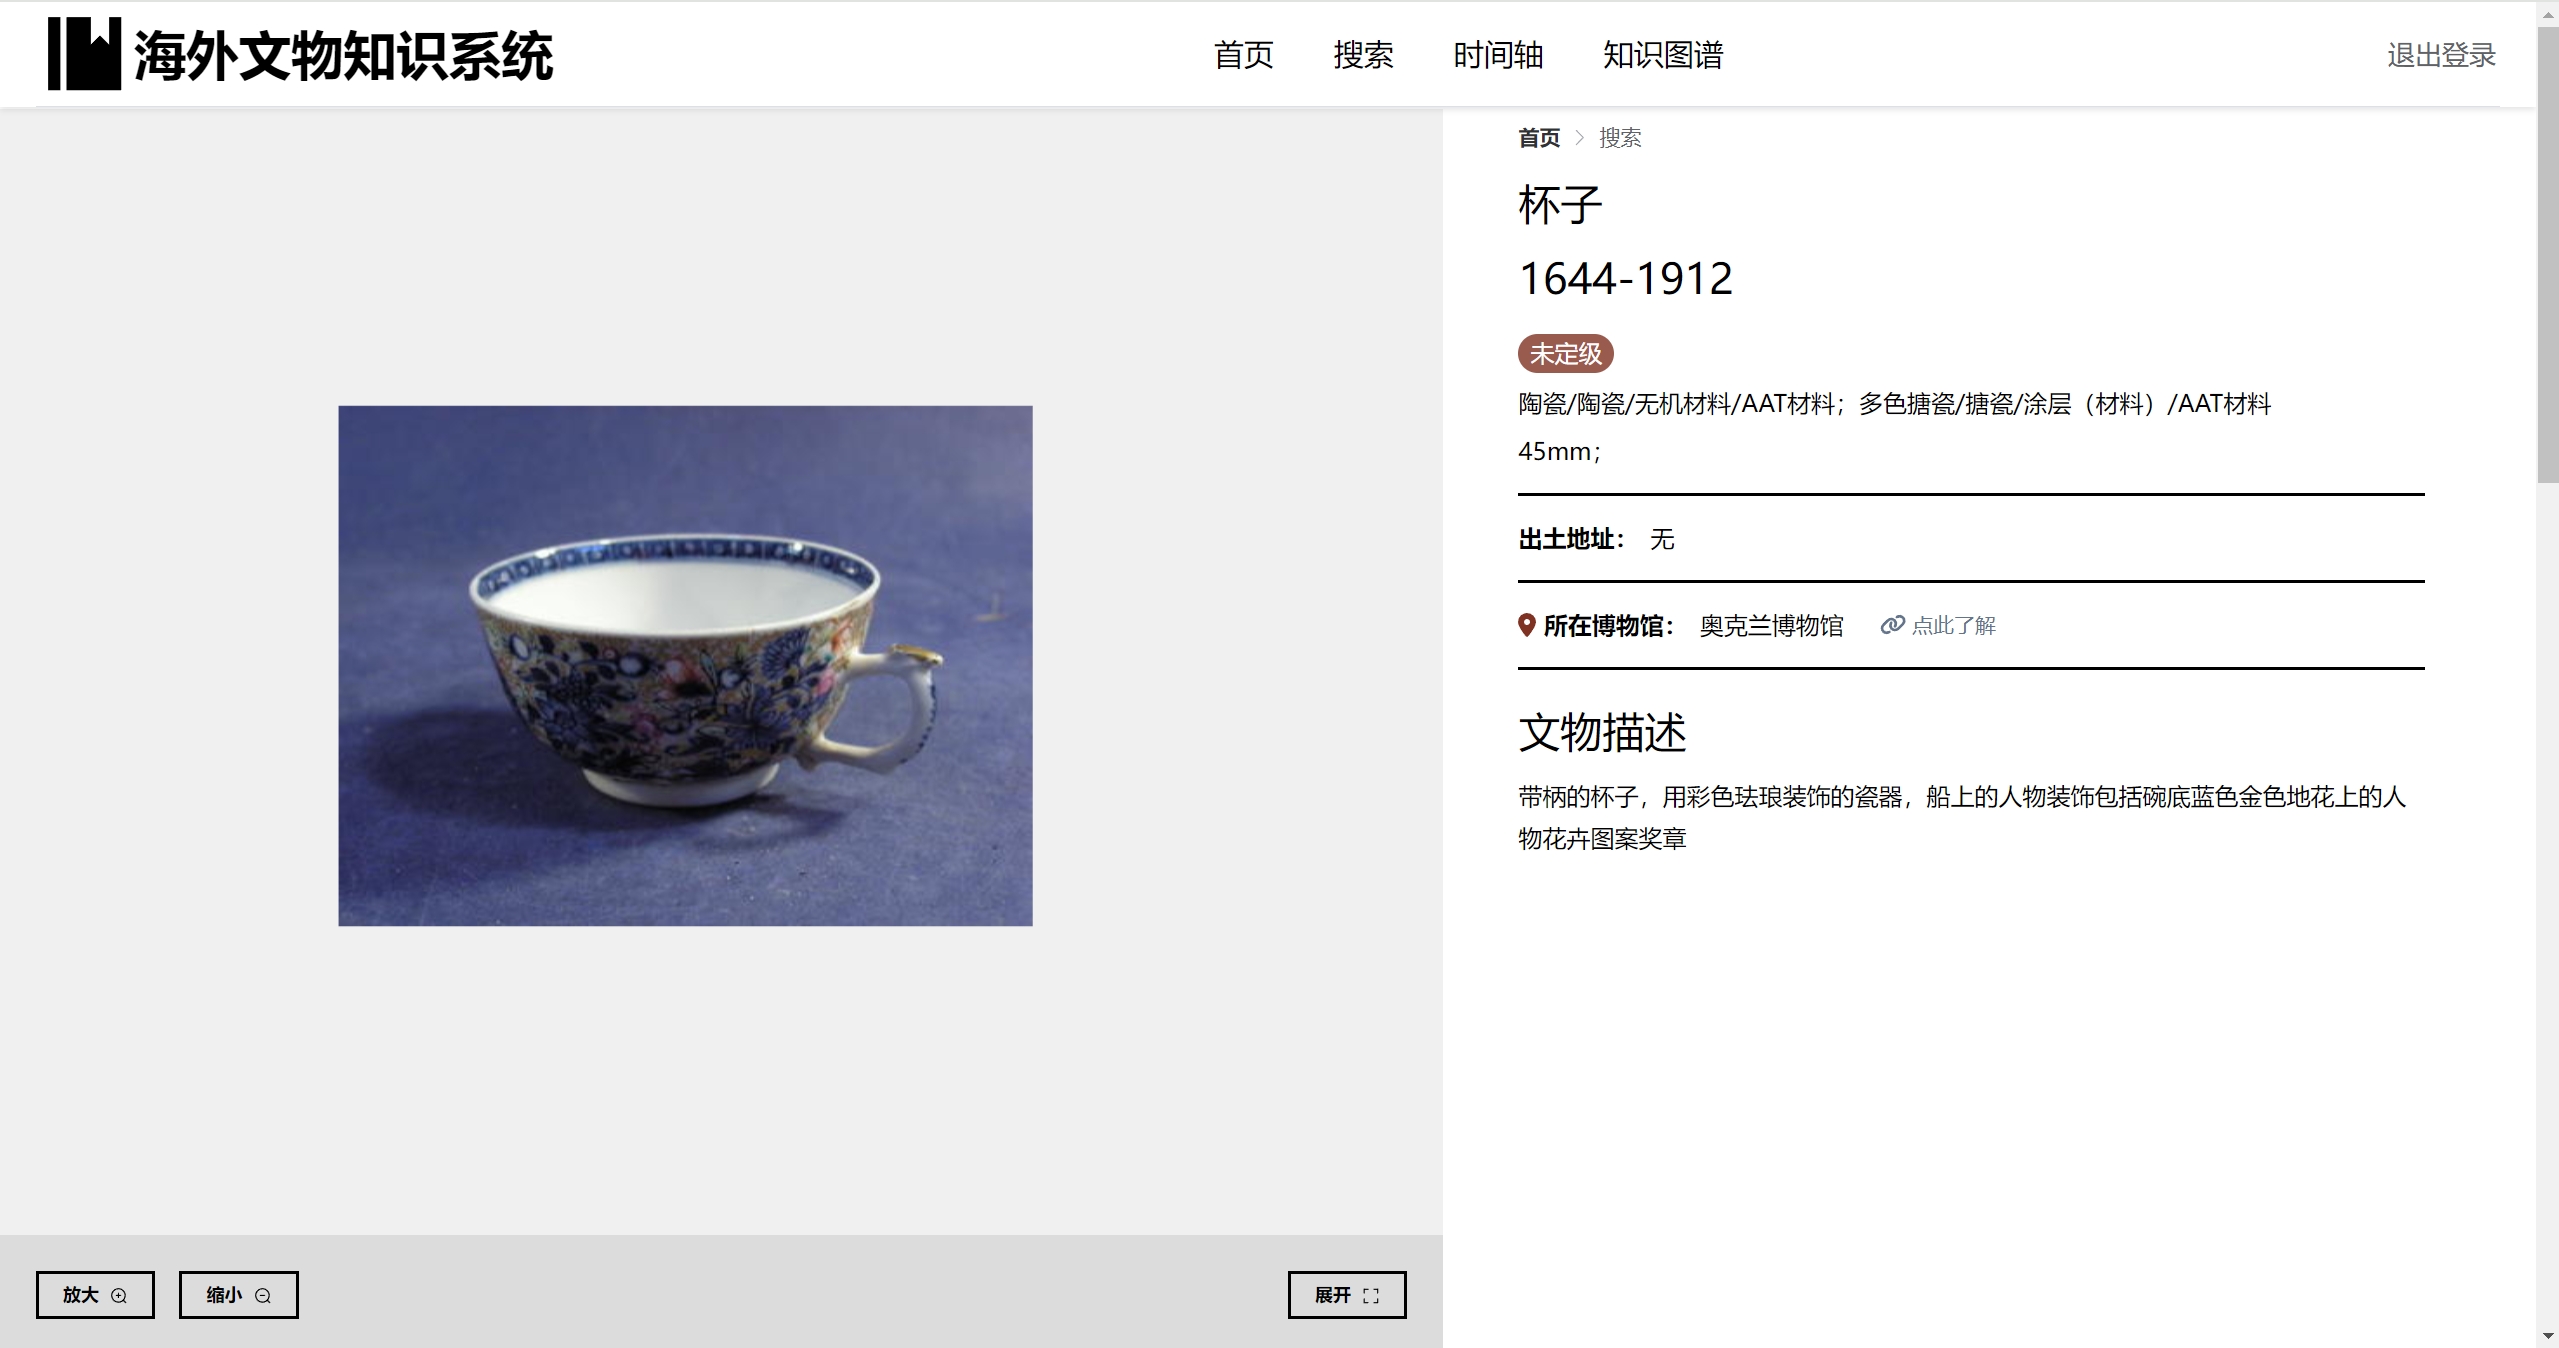 海外文物知识系统
首页 搜索 时间轴 知识图谱
退出登录
首页 > 搜索
杯子
1644-1912
未定级
陶瓷/陶瓷/无机材料/AAT材料；多色搪瓷/搪瓷/涂层（材料）/AAT材料
45mm；
出土地址： 无
所在博物馆： 奥克兰博物馆 点此了解
文物描述
带柄的杯子，用彩色珐琅装饰的瓷器，船上的人物装饰包括碗底蓝色金色地花上的人
物花卉图案奖章
放大 缩小 展开